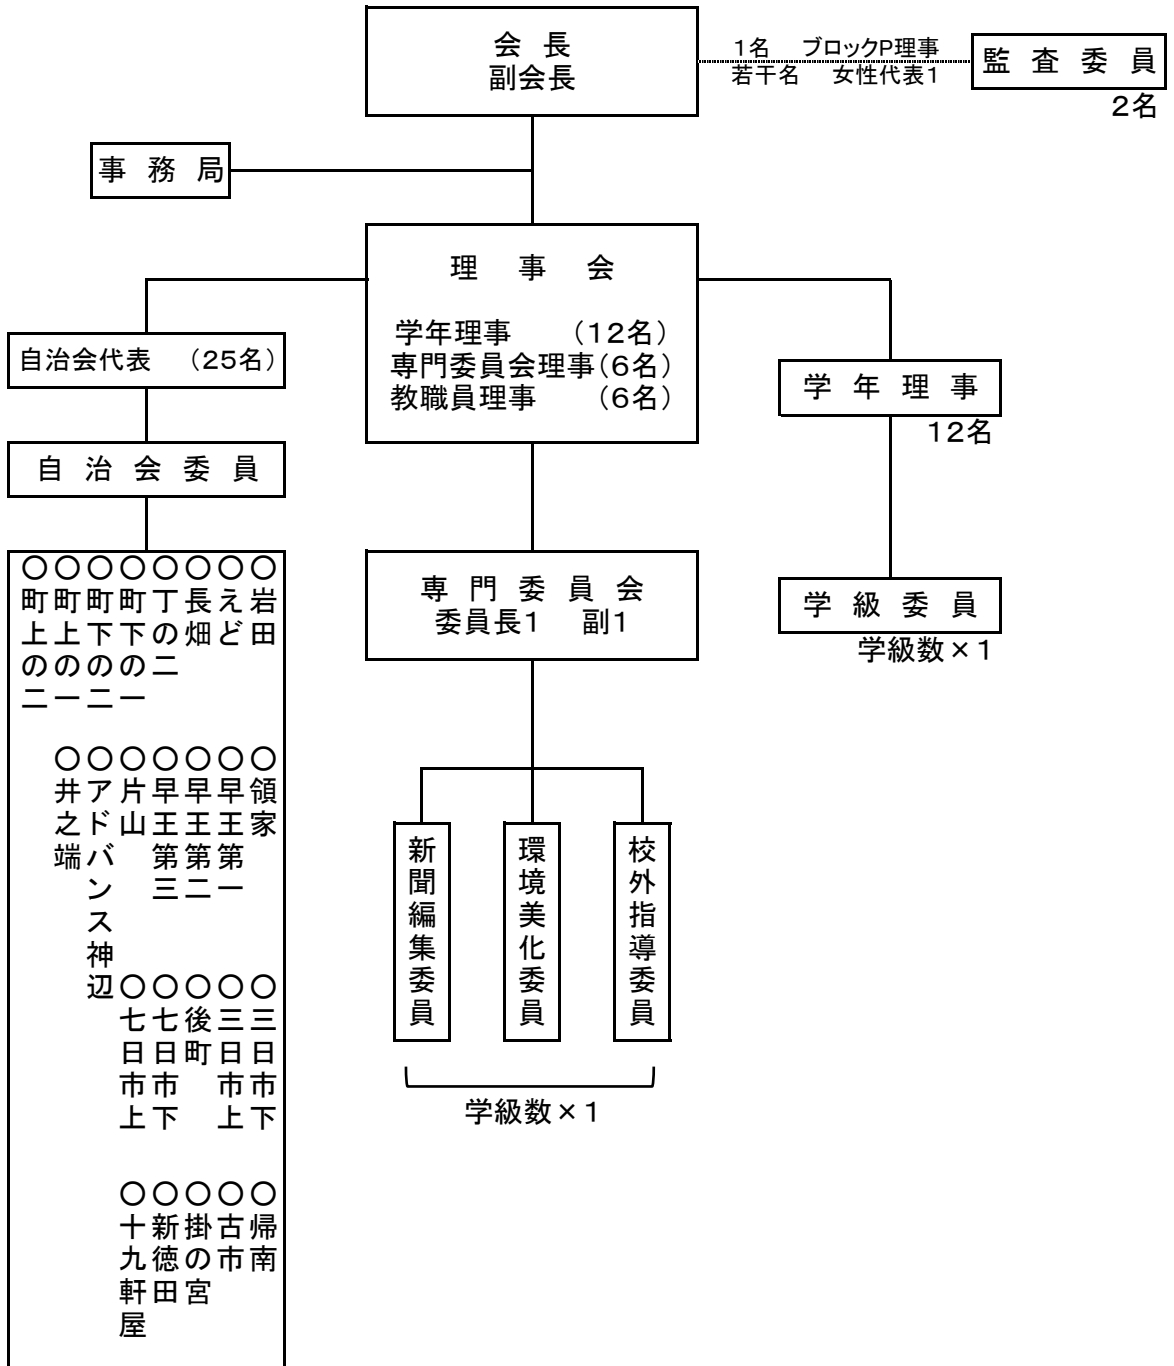 会 長
副会長
1名 ブロックP理事
若干名 女性代表1
監 査 委 員
2名
事 務 局
理 事 会
学年理事 (12名)
専門委員会理事(6名)
教職員理事 (6名)
自治会代表 (25名)
自 治 会 委 員
学 年 理 事
12名
専 門 委 員 会
委員長1 副1
学 級 委 員
学級数×1
○岩田
○えど
○長畑
○丁の二
○町下の一
○町下の二
○町上の一
○町上の二
○領家
○早王第一
○早王第二
○早王第三
○片山
○アドバンス神辺
○井之端
○三日市下
○三日市上
○後町
○七日市下
○七日市上
○帰南
○古市
○掛の宮
○新徳田
○十九軒屋
新聞編集委員
環境美化委員
校外指導委員
学級数×1